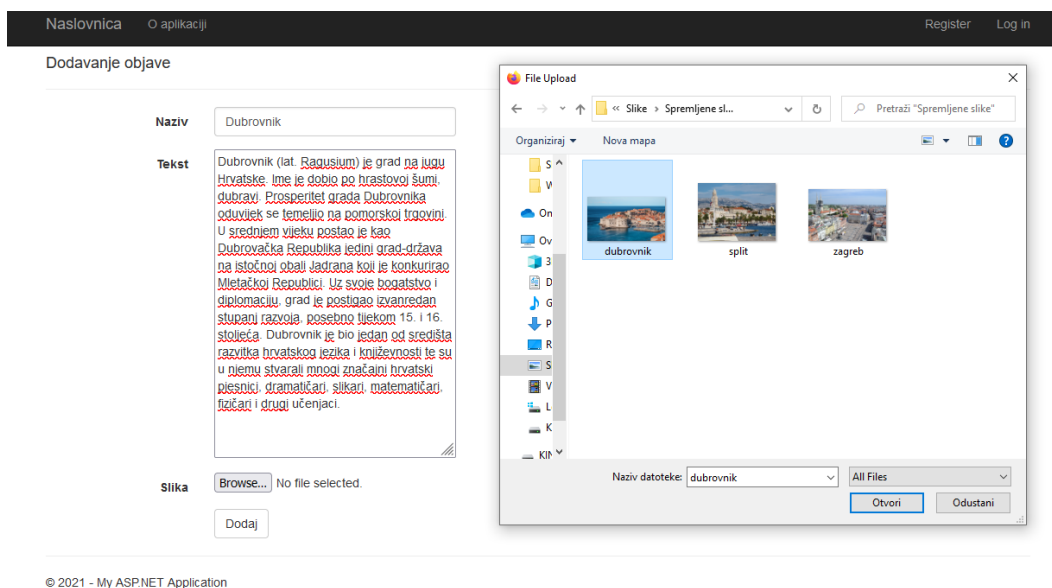 Naslovnica O aplikaciji Register Log in
Dodavanje objave
Naziv Dubrovnik
Tekst
Dubrovnik (lat. Ragusium) je grad na jugu
Hrvatske. Ime je dobio po hrastovoj šumi,
dubravi. Prosperitet grada Dubrovnika
oduvijek se temeljio na pomorskoj trgovini.
U srednjem vijeku postao je kao
Dubrovačka Republika jedini grad-država
na istočnoj obali Jadrana koji je konkurirao
Mletačkoj Republici. Uz svoje bogatstvo i
diplomaciju, grad je postigao izvanredan
stupanj razvoja, posebno tijekom 15. i 16.
stoljeća. Dubrovnik je bio jedan od središta
razvitka hrvatskog jezika i književnosti te su
u njemu stvarali mnogi značajni hrvatski
pjesnici, dramatičari, slikari, matematičari,
fizičari i drugi učenjaci.
Slika Browse... No file selected.
Dodaj
© 2021 - My ASP.NET Application
File Upload
« Slike › Spremljene sl... Pretraži "Spremljene slike"
Organiziraj Nova mapa
S
W
On
Ov
3
D
G
P
R
S
V
L
K
KIN
dubrovnik split zagreb
Naziv datoteke: dubrovnik All Files
Otvori Odustani